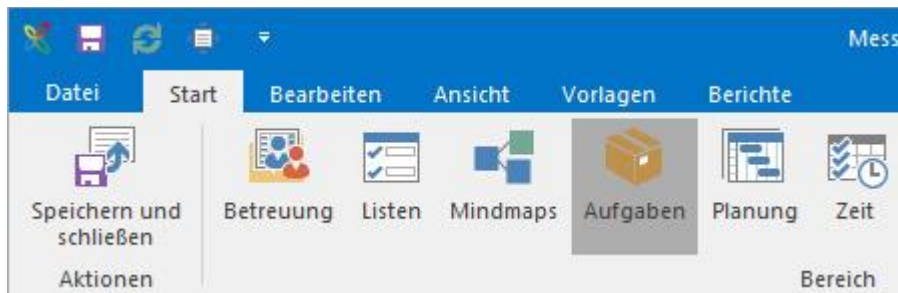 Mess
Datei Start Bearbeiten Ansicht Vorlagen Berichte
Speichern und schließen
Betreuung Listen Mindmaps Aufgaben Planung Zeit
Aktionen Bereich